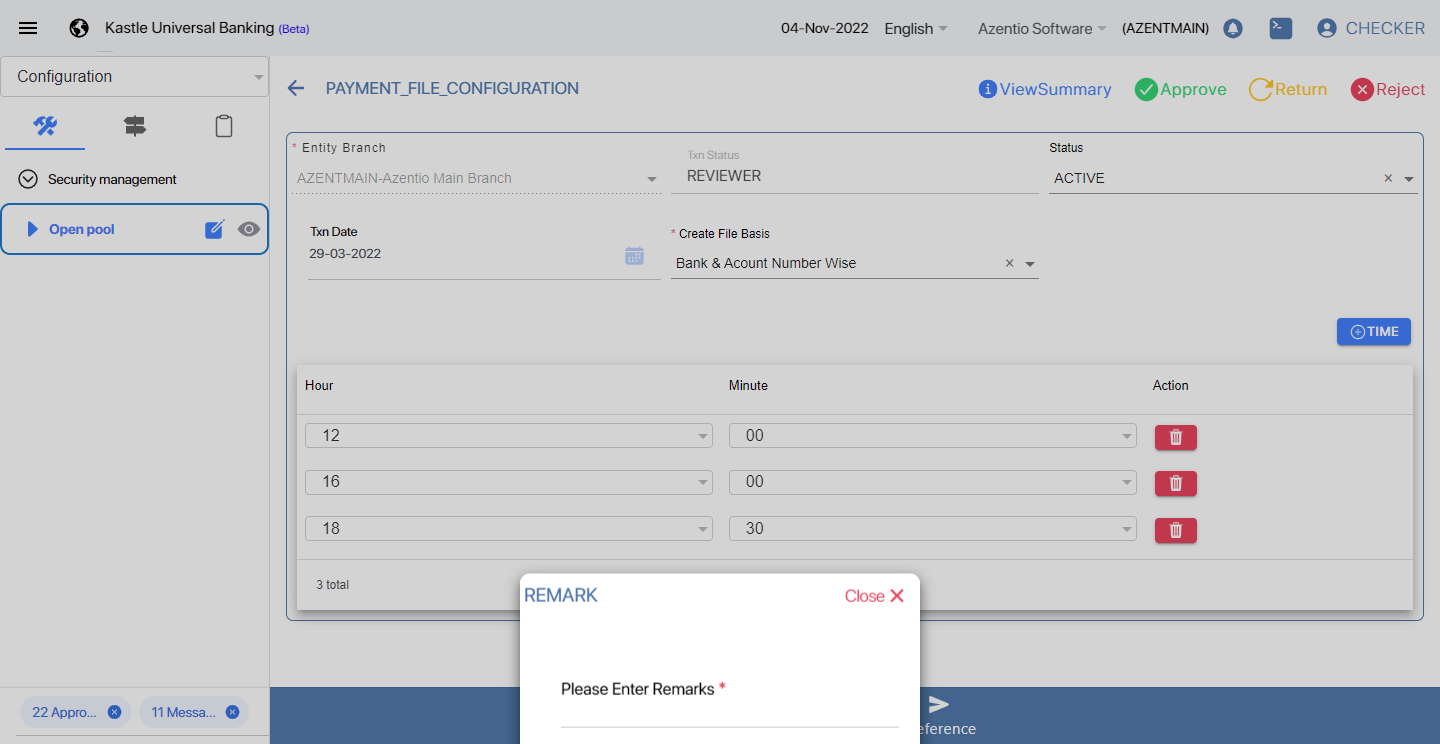 Kastle Universal Banking (Beta)
04-Nov-2022
English
Azentio Software
(AZENTMAIN)
CHECKER
Configuration
PAYMENT_FILE_CONFIGURATION
ViewSummary
Approve
Return
Reject
Security management
Open pool
* Entity Branch
AZENTMAIN-Azentio Main Branch
Txn Status
REVIEWER
Status
ACTIVE
Txn Date
29-03-2022
* Create File Basis
Bank & Acount Number Wise
TIME
Hour Minute Action
12 00
16 00
18 30
3 total
REMARK
Close
Please Enter Remarks *
22 Appro...
11 Messa...